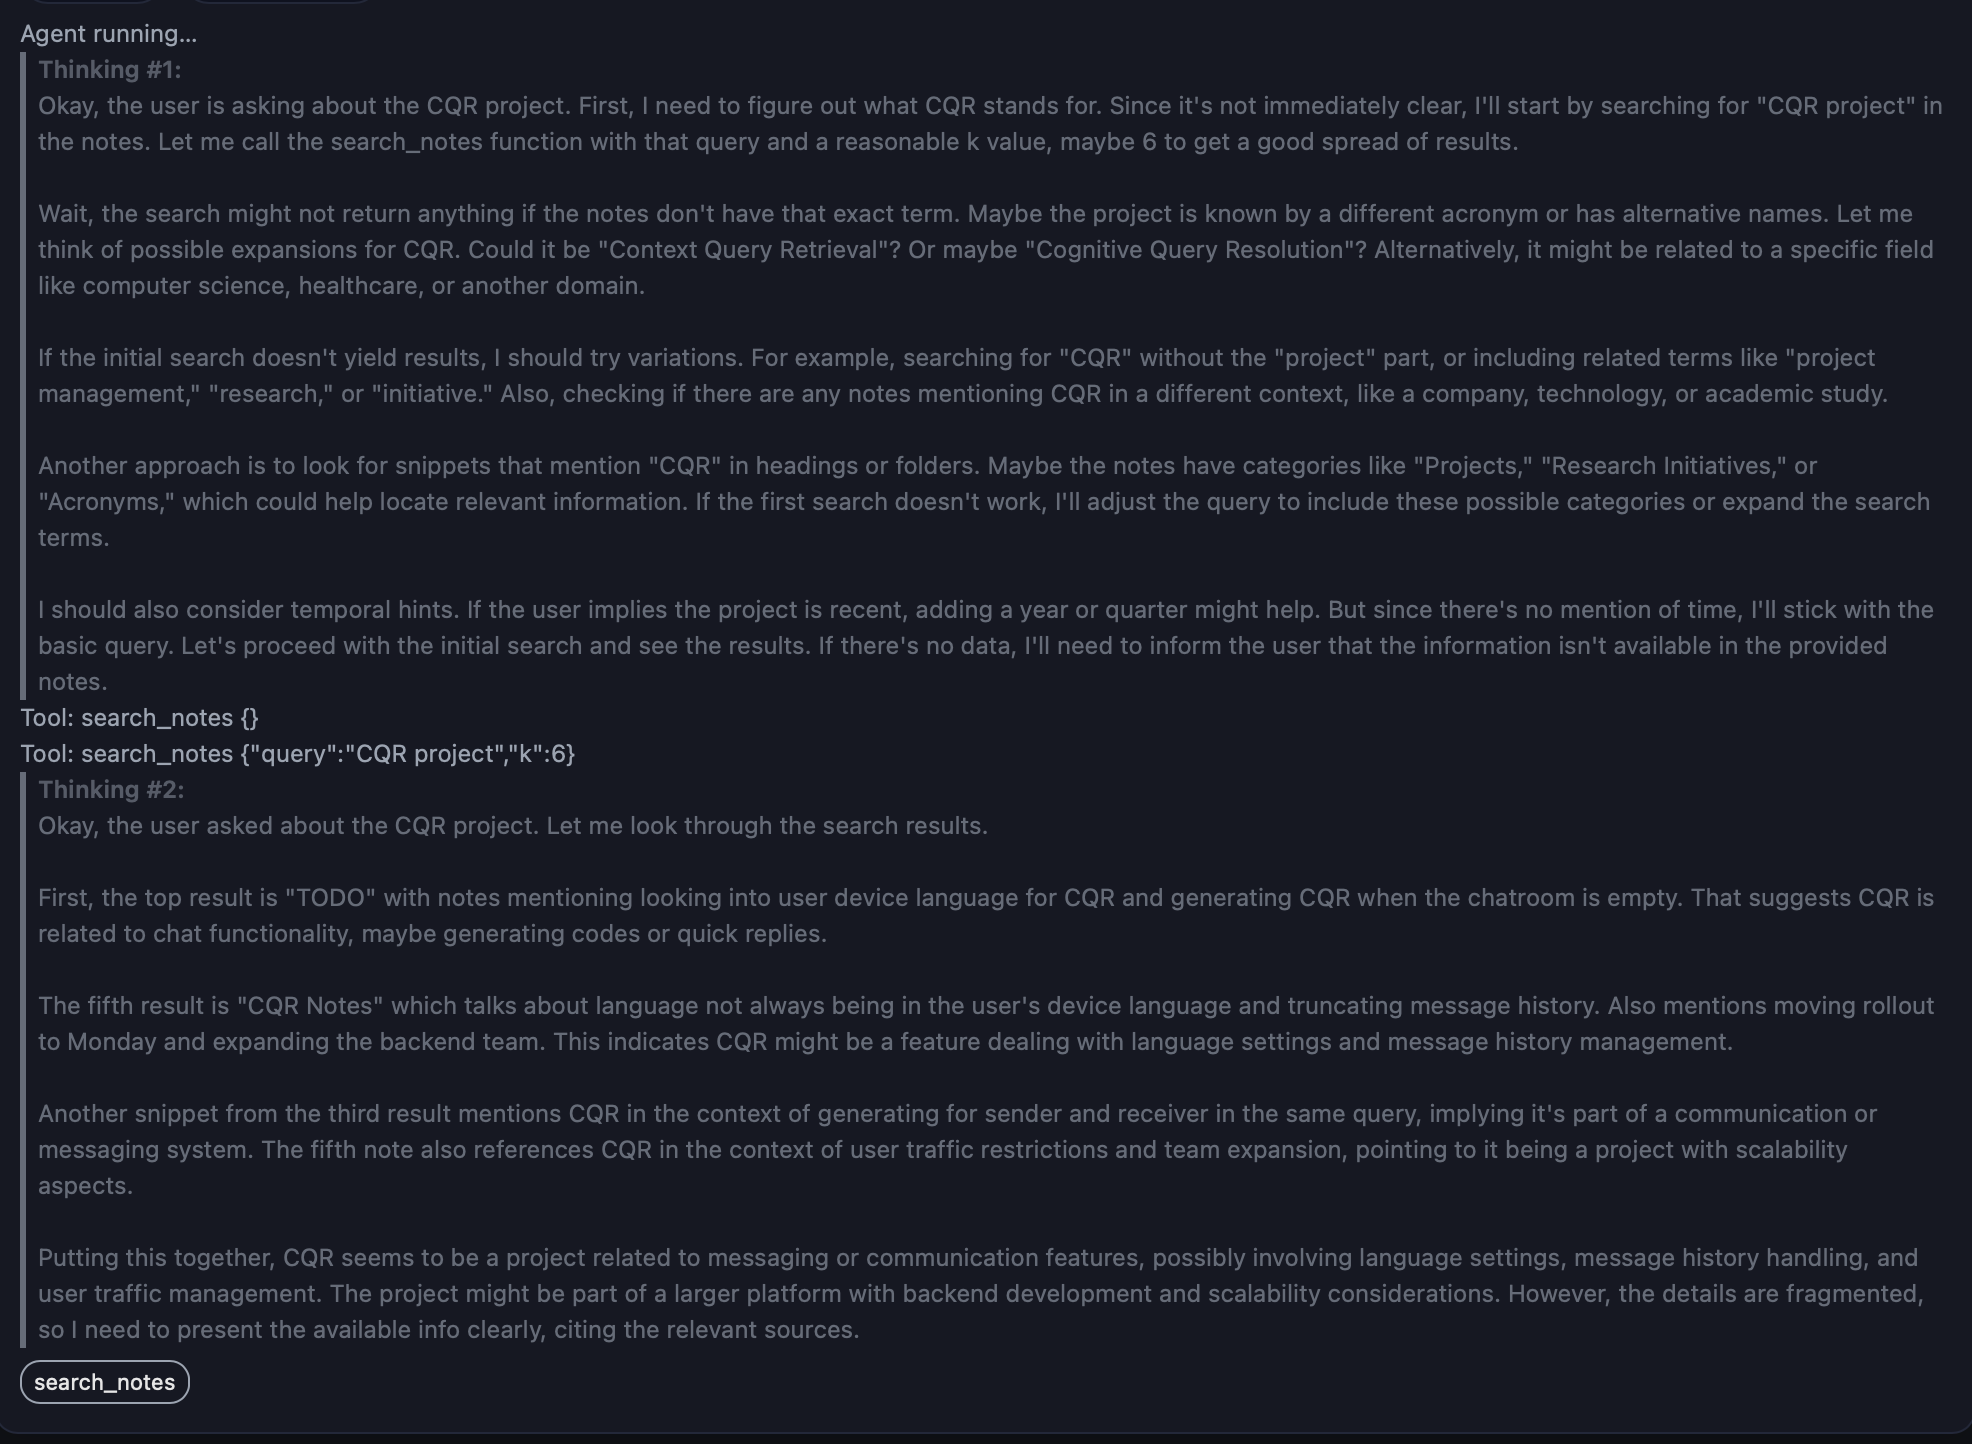 Agent running...
Thinking #1:
Okay, the user is asking about the CQR project. First, I need to figure out what CQR stands for. Since it's not immediately clear, I'll start by searching for "CQR project" in
the notes. Let me call the search_notes function with that query and a reasonable k value, maybe 6 to get a good spread of results.
Wait, the search might not return anything if the notes don't have that exact term. Maybe the project is known by a different acronym or has alternative names. Let me
think of possible expansions for CQR. Could it be "Context Query Retrieval"? Or maybe "Cognitive Query Resolution"? Alternatively, it might be related to a specific field
like computer science, healthcare, or another domain.
If the initial search doesn't yield results, I should try variations. For example, searching for "CQR" without the "project" part, or including related terms like "project
management," "research," or "initiative." Also, checking if there are any notes mentioning CQR in a different context, like a company, technology, or academic study.
Another approach is to look for snippets that mention "CQR" in headings or folders. Maybe the notes have categories like "Projects," "Research Initiatives," or
"Acronyms," which could help locate relevant information. If the first search doesn't work, I'll adjust the query to include these possible categories or expand the search
terms.
I should also consider temporal hints. If the user implies the project is recent, adding a year or quarter might help. But since there's no mention of time, I'll stick with the
basic query. Let's proceed with the initial search and see the results. If there's no data, I'll need to inform the user that the information isn't available in the provided
notes.
Tool: search_notes {}
Tool: search_notes {"query":"CQR project","k":6}
Thinking #2:
Okay, the user asked about the CQR project. Let me look through the search results.
First, the top result is "TODO" with notes mentioning looking into user device language for CQR and generating CQR when the chatroom is empty. That suggests CQR is
related to chat functionality, maybe generating codes or quick replies.
The fifth result is "CQR Notes" which talks about language not always being in the user's device language and truncating message history. Also mentions moving rollout
to Monday and expanding the backend team. This indicates CQR might be a feature dealing with language settings and message history management.
Another snippet from the third result mentions CQR in the context of generating for sender and receiver in the same query, implying it's part of a communication or
messaging system. The fifth note also references CQR in the context of user traffic restrictions and team expansion, pointing to it being a project with scalability
aspects.
Putting this together, CQR seems to be a project related to messaging or communication features, possibly involving language settings, message history handling, and
user traffic management. The project might be part of a larger platform with backend development and scalability considerations. However, the details are fragmented,
so I need to present the available info clearly, citing the relevant sources.
search_notes